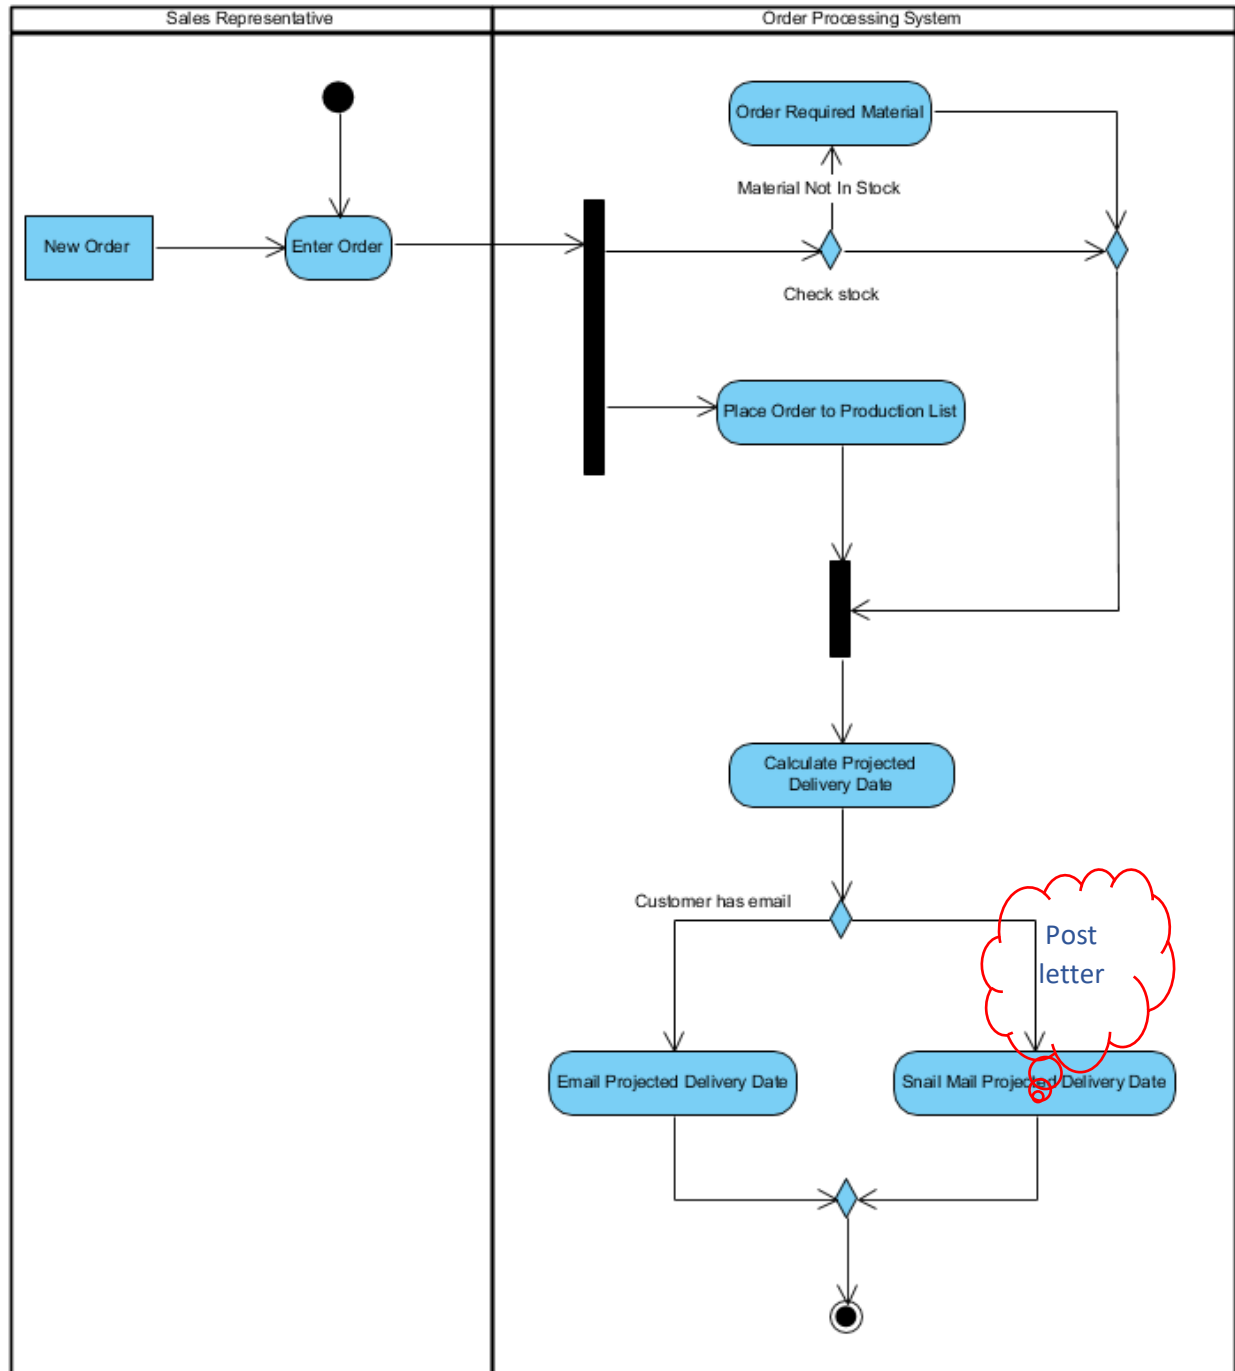 Sales Representative
Order Processing System
Order Required Material
Material Not In Stock
New Order
Enter Order
Check stock
Place Order to Production List
Calculate Projected
Delivery Date
Customer has email
Post
letter
Email Projected Delivery Date
Snail Mail Projected Delivery Date